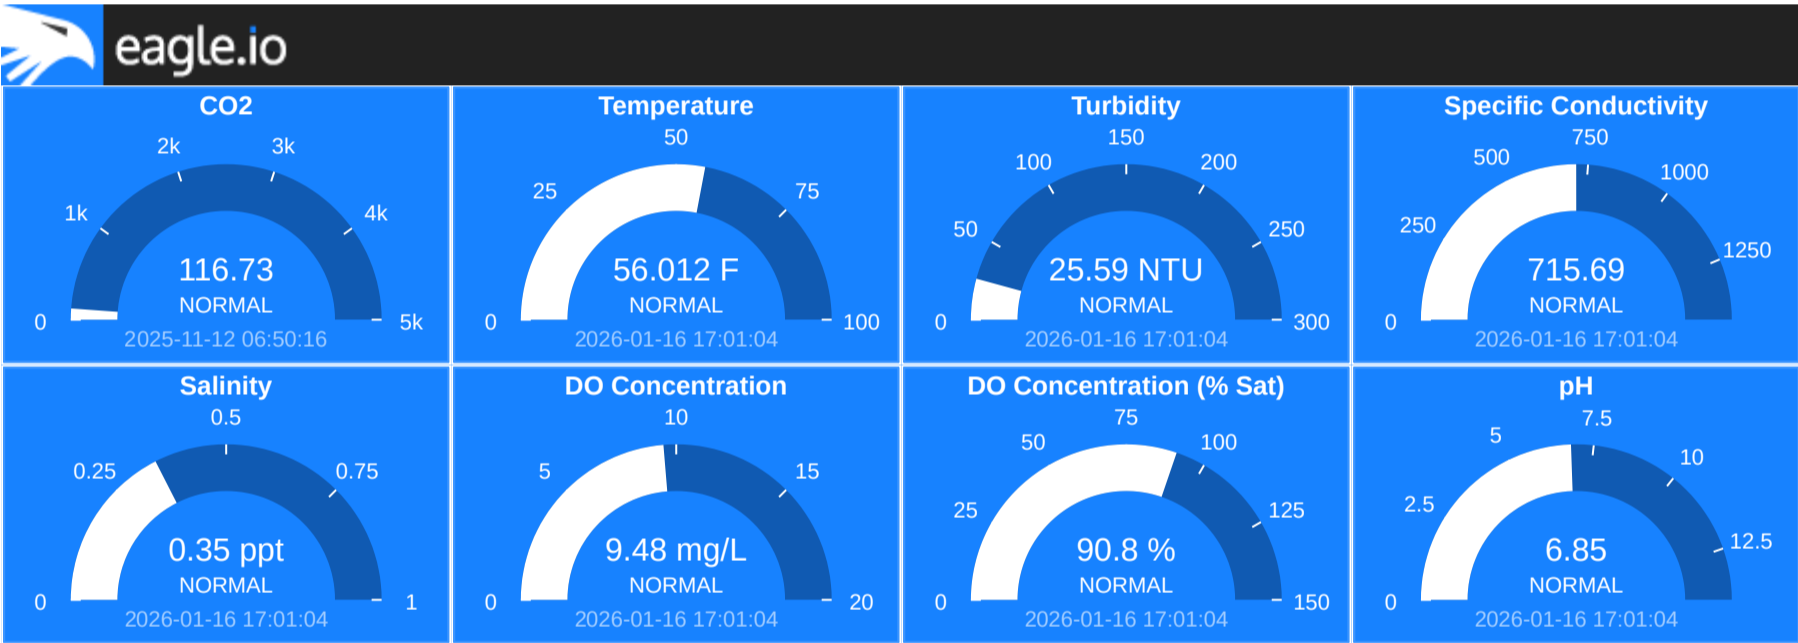 eagle.io
CO2
2k
3k
1k
4k
116.73
NORMAL
0
5k
2025-11-12 06:50:16
Temperature
50
25
75
56.012 F
NORMAL
0
100
2026-01-16 17:01:04
Turbidity
150
100
200
50
250
25.59 NTU
NORMAL
0
300
2026-01-16 17:01:04
Specific Conductivity
750
500
1000
250
1250
715.69
NORMAL
0
2026-01-16 17:01:04
Salinity
0.5
0.25
0.75
0.35 ppt
NORMAL
0
1
2026-01-16 17:01:04
DO Concentration
10
5
15
9.48 mg/L
NORMAL
0
20
2026-01-16 17:01:04
DO Concentration (% Sat)
75
50
100
25
125
90.8 %
NORMAL
0
150
2026-01-16 17:01:04
pH
7.5
5
10
2.5
12.5
6.85
NORMAL
0
2026-01-16 17:01:04